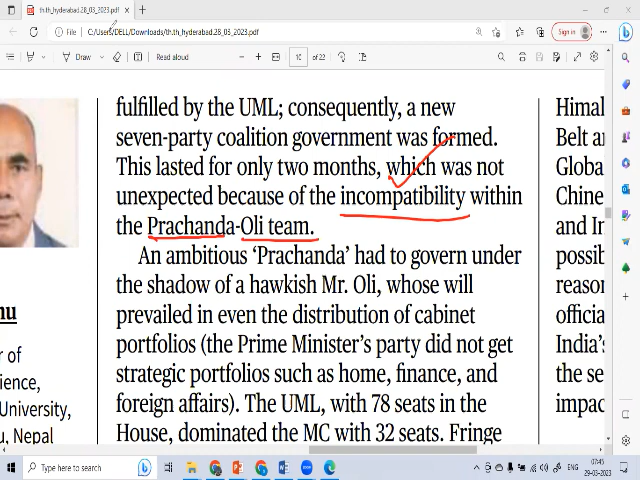 th.th_hyderabad.28_03_2023.pdf
File
C:/Users/DELL/Downloads/th.th_hyderabad.28_03_2023.pdf
Sign in
Draw
Read aloud
10
of 22
fulfilled by the UML; consequently, a new
seven-party coalition government was formed.
This lasted for only two months, which was not
unexpected because of the incompatibility within
the Prachanda-Oli team.
An ambitious ‘Prachanda’ had to govern under
the shadow of a hawkish Mr. Oli, whose will
prevailed in even the distribution of cabinet
portfolios (the Prime Minister’s party did not get
strategic portfolios such as home, finance, and
foreign affairs). The UML, with 78 seats in the
House, dominated the MC with 32 seats. Fringe
nu
r of
ience,
University,
u, Nepal
Himal
Belt an
Globa
Chine
and In
possib
reason
officia
India’s
the se
impac
Type here to search
ENG
07:45
29-03-2023